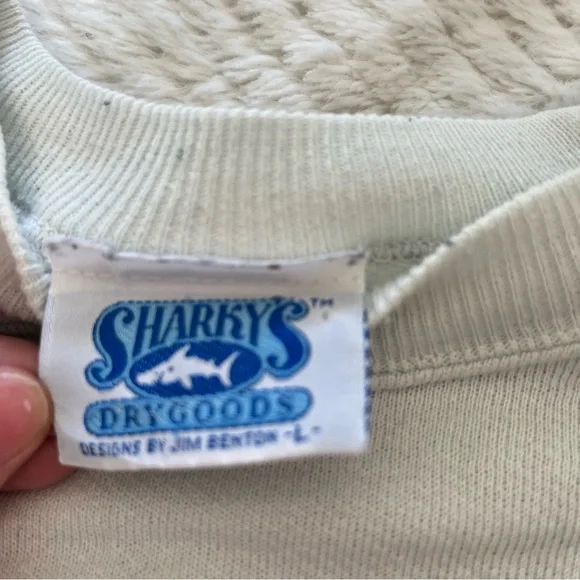 SHARKY'S™
DRYGOODS
DESIGNS BY JIM BENTON -L-